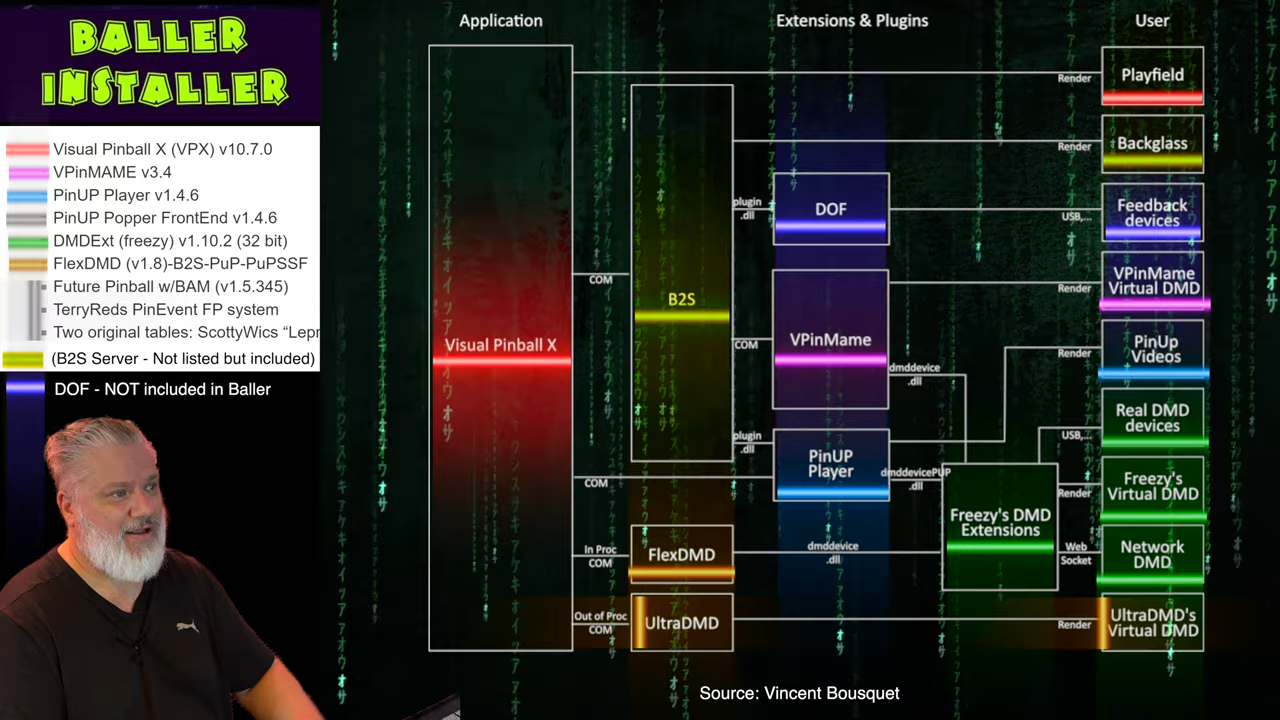 BALLER
INSTALLER
Visual Pinball X (VPX) v10.7.0
VPinMAME v3.4
PinUP Player v1.4.6
PinUP Popper FrontEnd v1.4.6
DMDExt (freezy) v1.10.2 (32 bit)
FlexDMD (v1.8)-B2S-PuP-PuPSSF
Future Pinball w/BAM (v1.5.345)
TerryReds PinEvent FP system
Two original tables: ScottyWics “Lepr
(B2S Server - Not listed but included)
DOF - NOT included in Baller
Application
Extensions & Plugins
User
Visual Pinball X
COM
COM
In Proc
COM
Out of Proc
COM
B2S
FlexDMD
UltraDMD
plugin
.dll
COM
plugin
.dll
DOF
VPinMame
PinUP
Player
dmddevice
.dll
dmddevicePUP
.dll
dmddevice
.dll
Freezy's DMD
Extensions
Render
Playfield
Render
Backglass
USB,...
Feedback
devices
Render
VPinMame
Virtual DMD
Render
PinUp
Videos
USB,...
Real DMD
devices
Render
Freezy's
Virtual DMD
Web
Socket
Network
DMD
Render
UltraDMD's
Virtual DMD
Source: Vincent Bousquet